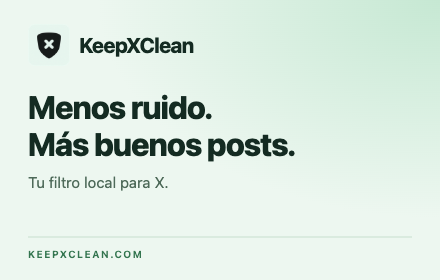 KeepXClean
Menos ruido.
Más buenos posts.
Tu filtro local para X.
KEEPXCLEAN.COM